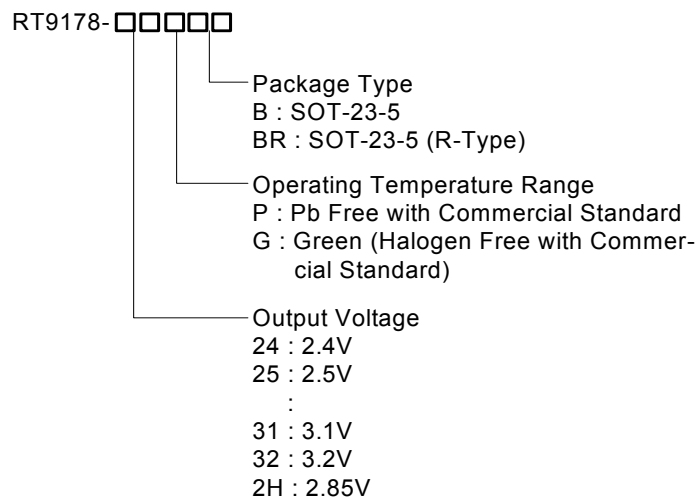 RT9178-□□□□□
Package Type
B : SOT-23-5
BR : SOT-23-5 (R-Type)
Operating Temperature Range
P : Pb Free with Commercial Standard
G : Green (Halogen Free with Commer-
cial Standard)
Output Voltage
24 : 2.4V
25 : 2.5V
:
31 : 3.1V
32 : 3.2V
2H : 2.85V